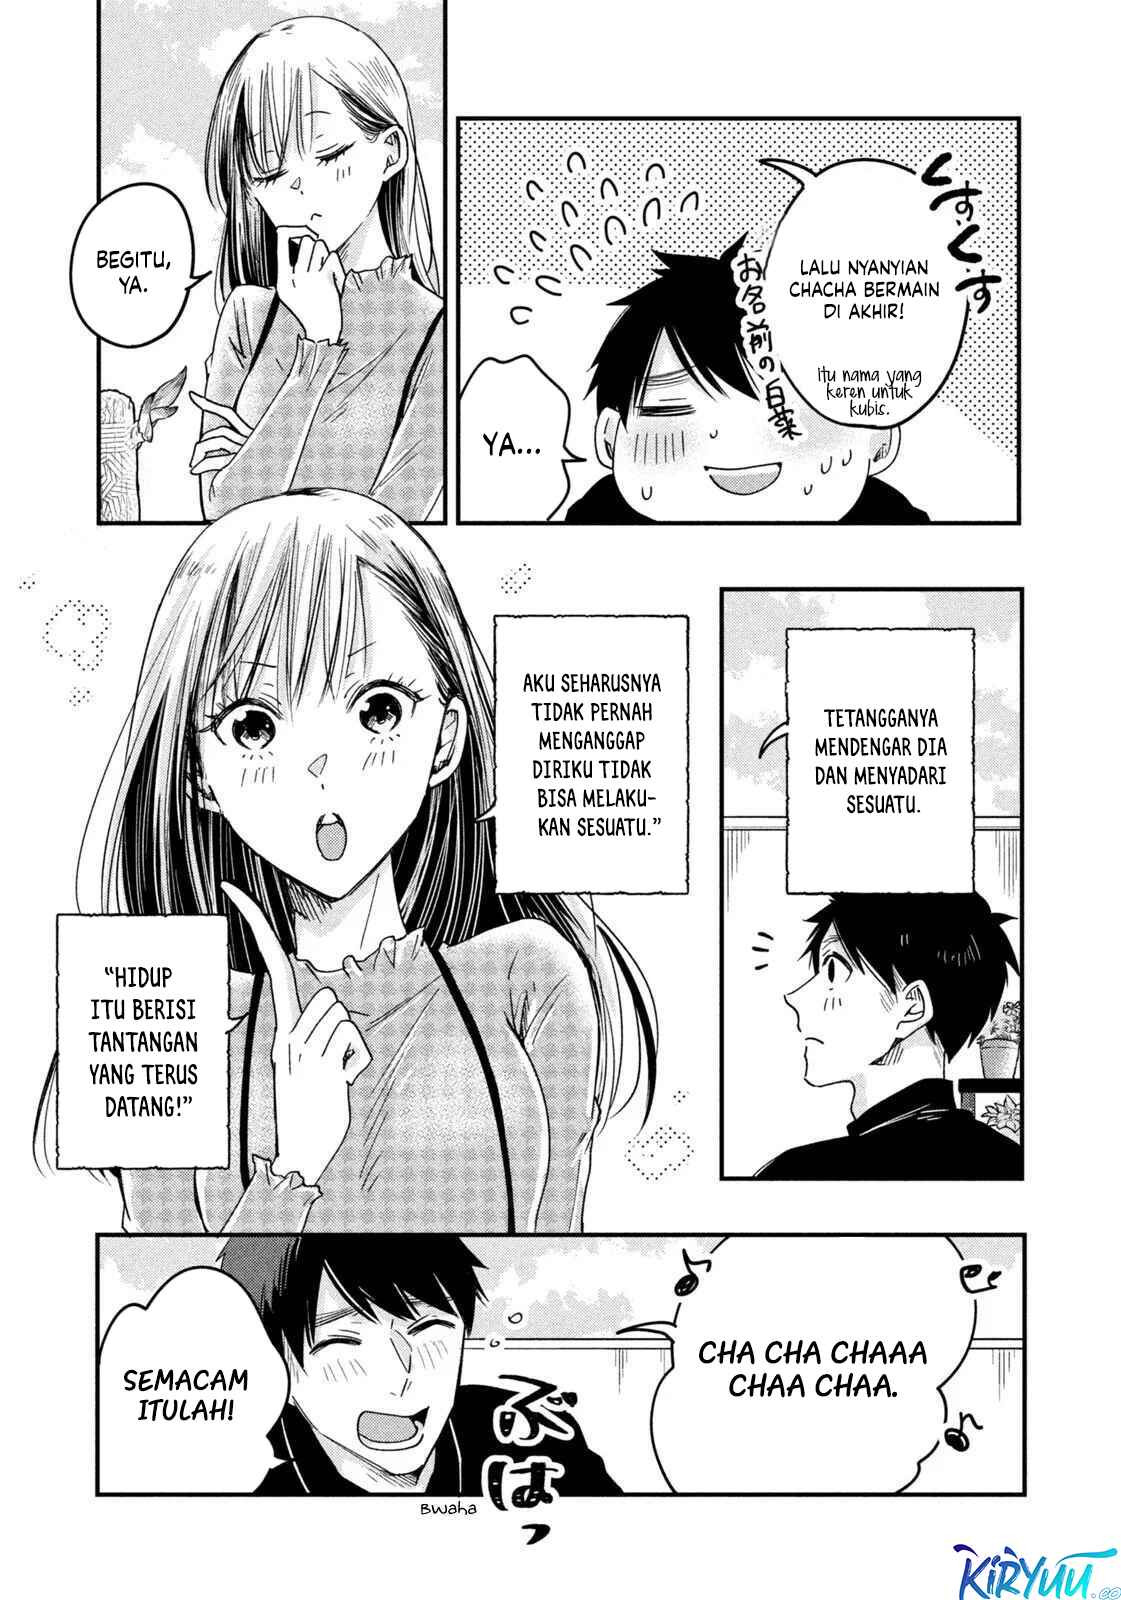 LALU NYANYIAN
CHACHA BERMAIN
DI AKHIR!
Itu nama yang
keren untuk
kubis.
くすくす
お名前の白菜
YA...
BEGITU,
YA.
TETANGGANYA
MENDENGAR DIA
DAN MENYADARI
SESUATU.
AKU SEHARUSNYA
TIDAK PERNAH
MENGANGGAP
DIRIKU TIDAK
BISA MELAKU-
KAN SESUATU.”
“HIDUP
ITU BERISI
TANTANGAN
YANG TERUS
DATANG!”
CHA CHA CHAAA
CHAA CHAA.
ぶはっ
Bwaha
SEMACAM
ITULAH!
KIRYUU.co